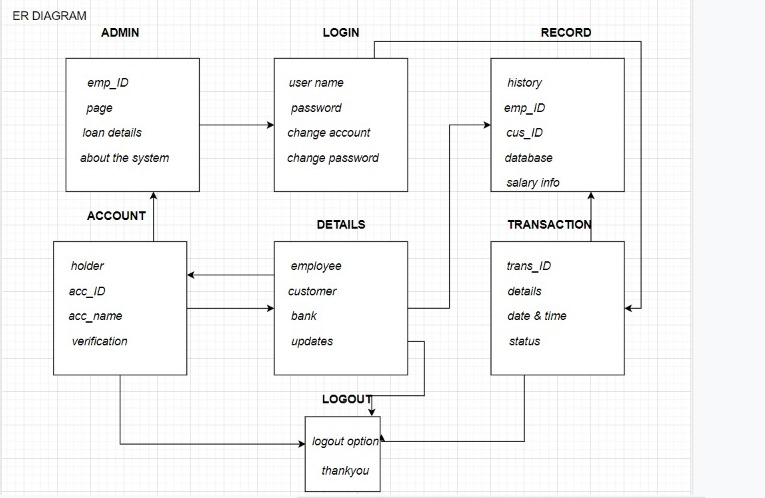 ER DIAGRAM
ADMIN
LOGIN
RECORD
emp_ID
page
loan details
about the system
user name
password
change account
change password
history
emp_ID
cus_ID
database
salary info
ACCOUNT
DETAILS
TRANSACTION
holder
acc_ID
acc_name
verification
employee
customer
bank
updates
trans_ID
details
date & time
status
LOGOUT
logout option
thankyou